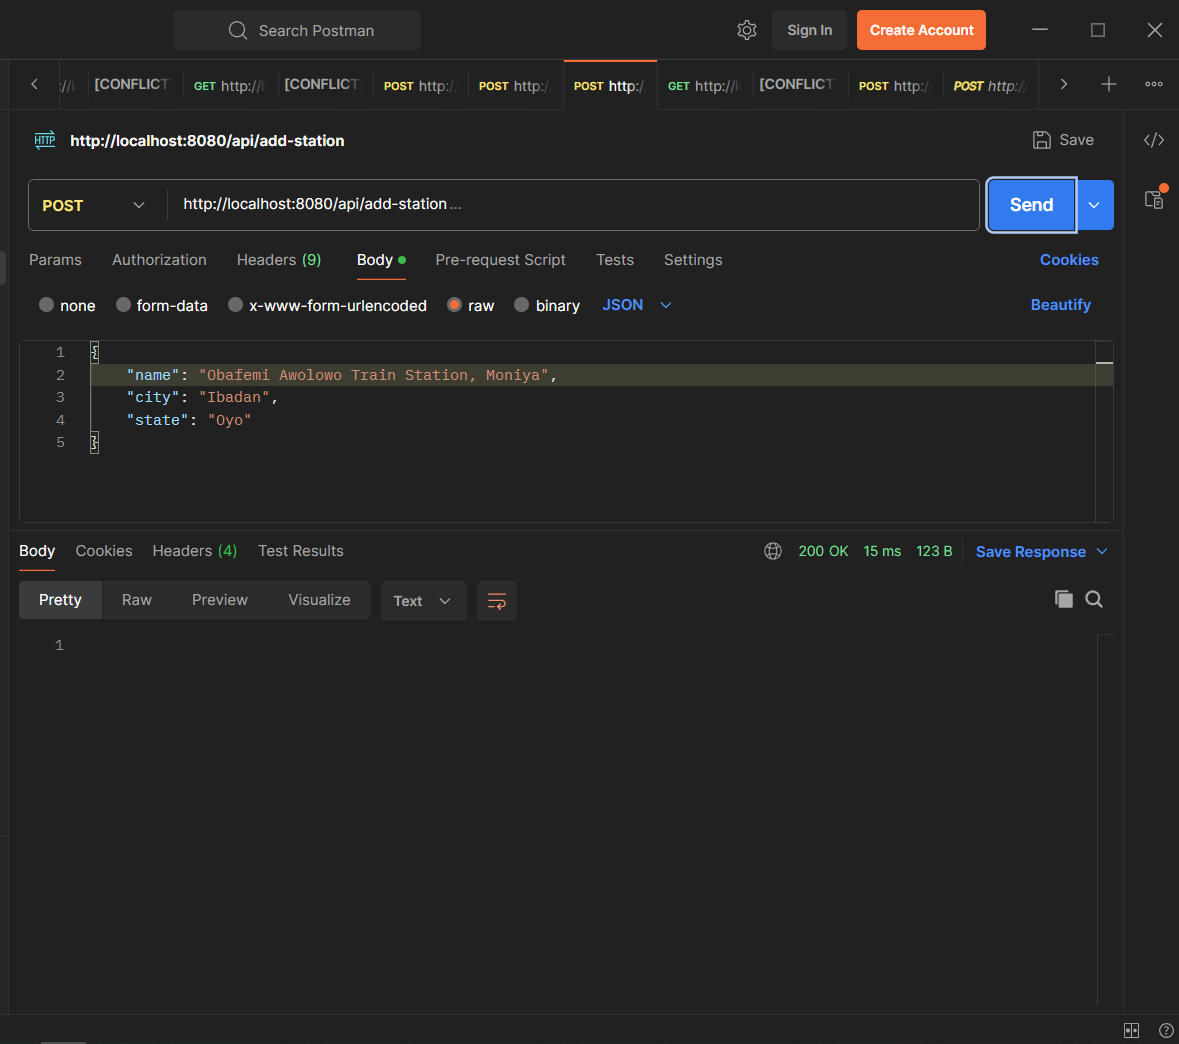 Search Postman
Sign In
Create Account
[CONFLICT]
GET http://l
[CONFLICT]
POST http:/
POST http:/
POST http:/
GET http://l
[CONFLICT]
POST http:/
POST http:/
HTTP http://localhost:8080/api/add-station
Save
</>
POST
http://localhost:8080/api/add-station ...
Send
Params Authorization Headers (9) Body Pre-request Script Tests Settings
Cookies
none form-data x-www-form-urlencoded raw binary JSON
Beautify
1 {
2 "name": "Obafemi Awolowo Train Station, Moniya",
3 "city": "Ibadan",
4 "state": "Oyo"
5 }
Body Cookies Headers (4) Test Results
200 OK 15 ms 123 B Save Response
Pretty Raw Preview Visualize Text
1